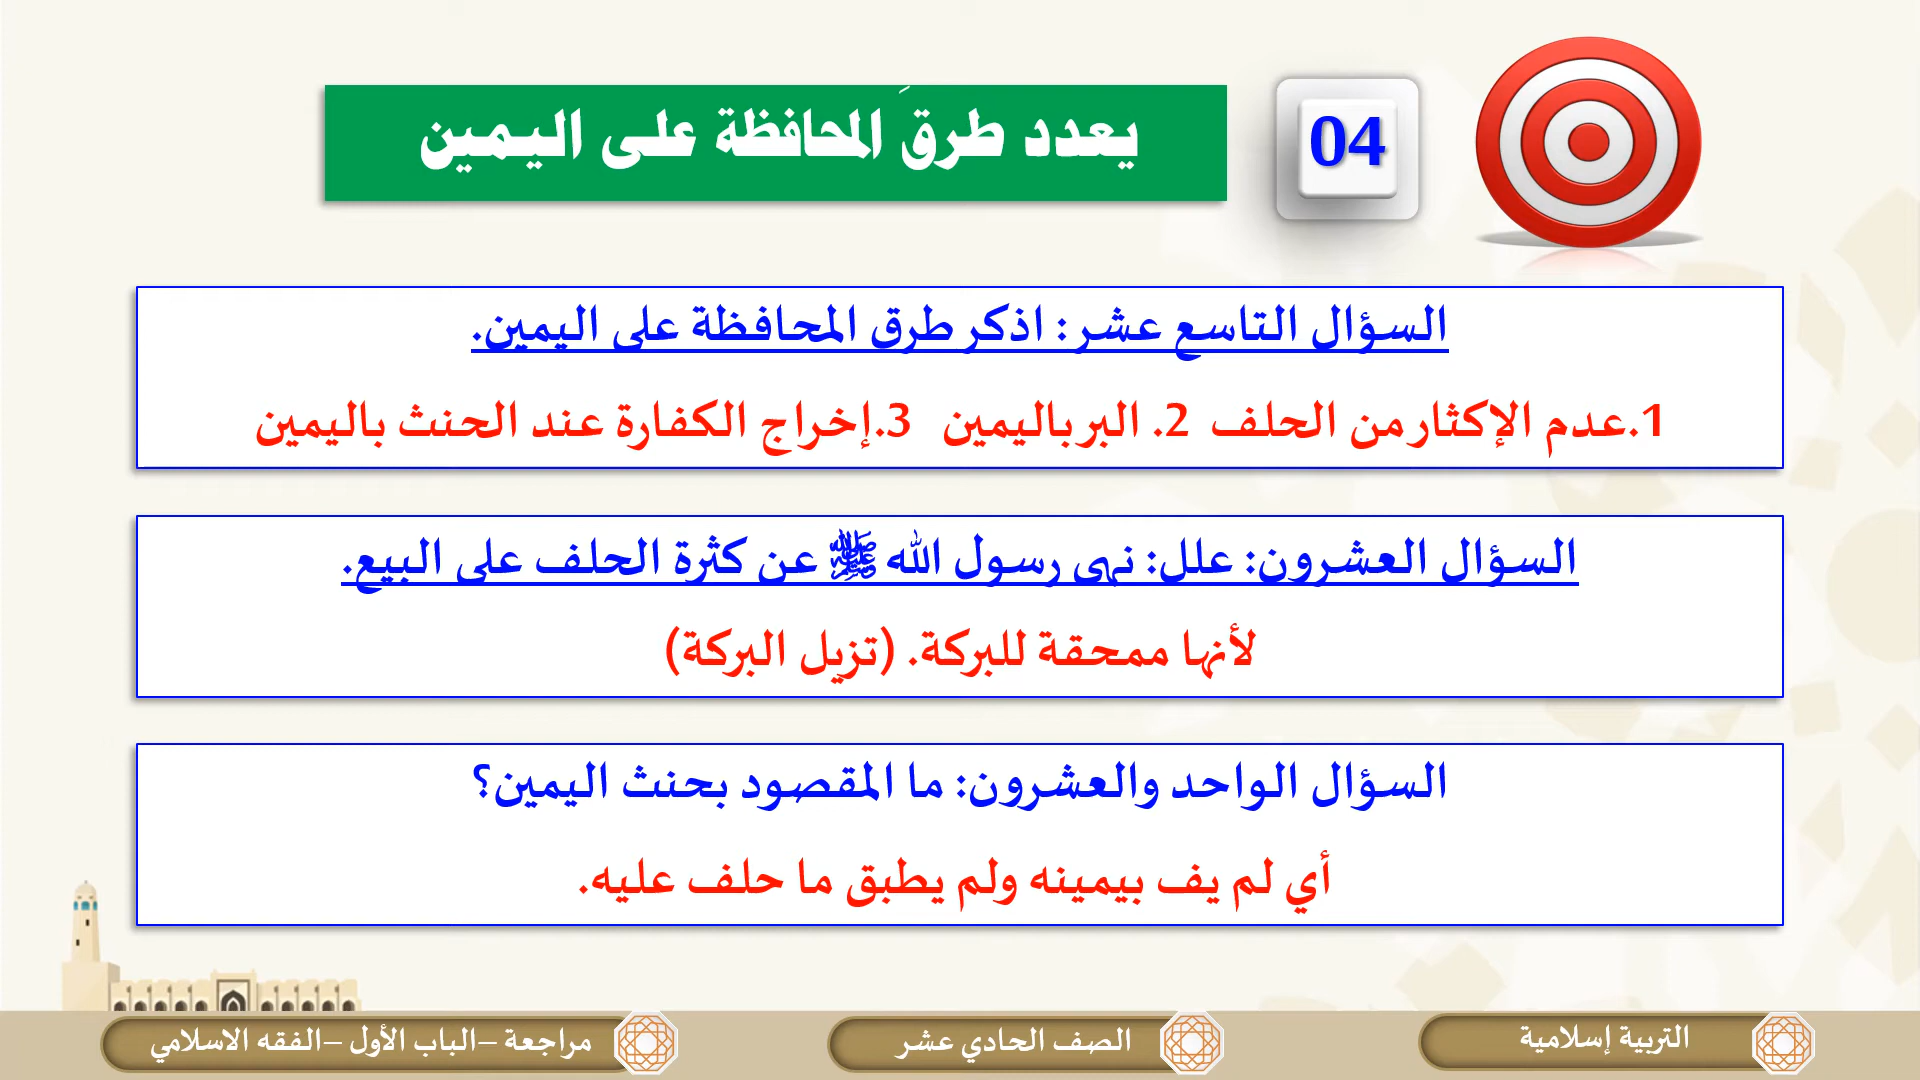 04
يعدد طرقَ المحافظة على اليمين
السؤال التاسع عشر: اذكر طرق المحافظة على اليمين.
1.عدم الإكثار من الحلف 2. البر باليمين 3.إخراج الكفارة عند الحنث باليمين
السؤال العشرون: علل: نهى رسول الله ﷺ عن كثرة الحلف على البيع.
لأنها ممحقة للبركة. (تزيل البركة)
السؤال الواحد والعشرون: ما المقصود بحنث اليمين؟
أي لم يف بيمينه ولم يطبق ما حلف عليه.
التربية إسلامية
الصف الحادي عشر
مراجعة –الباب الأول –الفقه الاسلامي